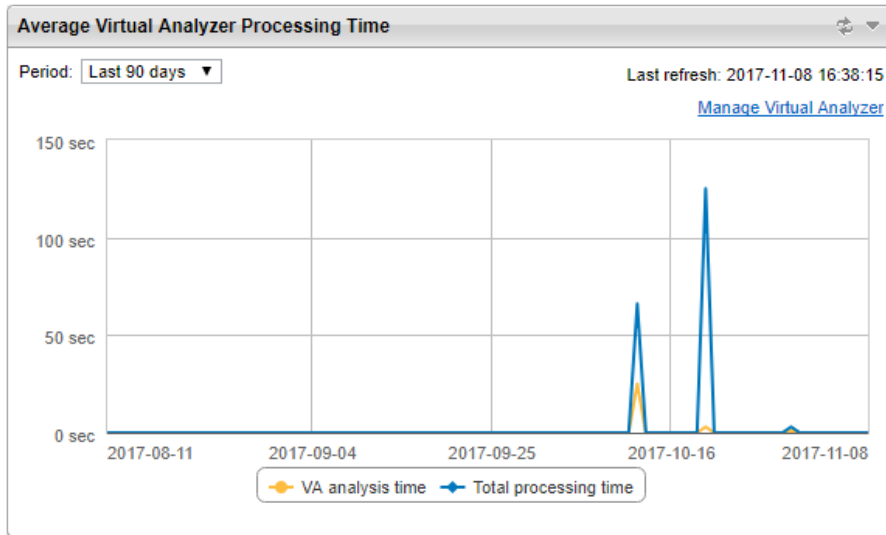 Average Virtual Analyzer Processing Time
Period: Last 90 days
Last refresh: 2017-11-08 16:38:15
Manage Virtual Analyzer
150 sec
100 sec
50 sec
0 sec
2017-08-11 2017-09-04 2017-09-25 2017-10-16 2017-11-08
VA analysis time Total processing time